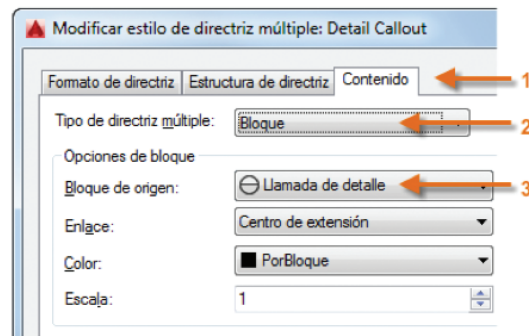 Modificar estilo de directriz múltiple: Detail Callout
Formato de directriz Estructura de directriz Contenido 1
Tipo de directriz múltiple: Bloque 2
Opciones de bloque
Bloque de origen: Llamada de detalle 3
Enlace: Centro de extensión
Color: PorBloque
Escala: 1